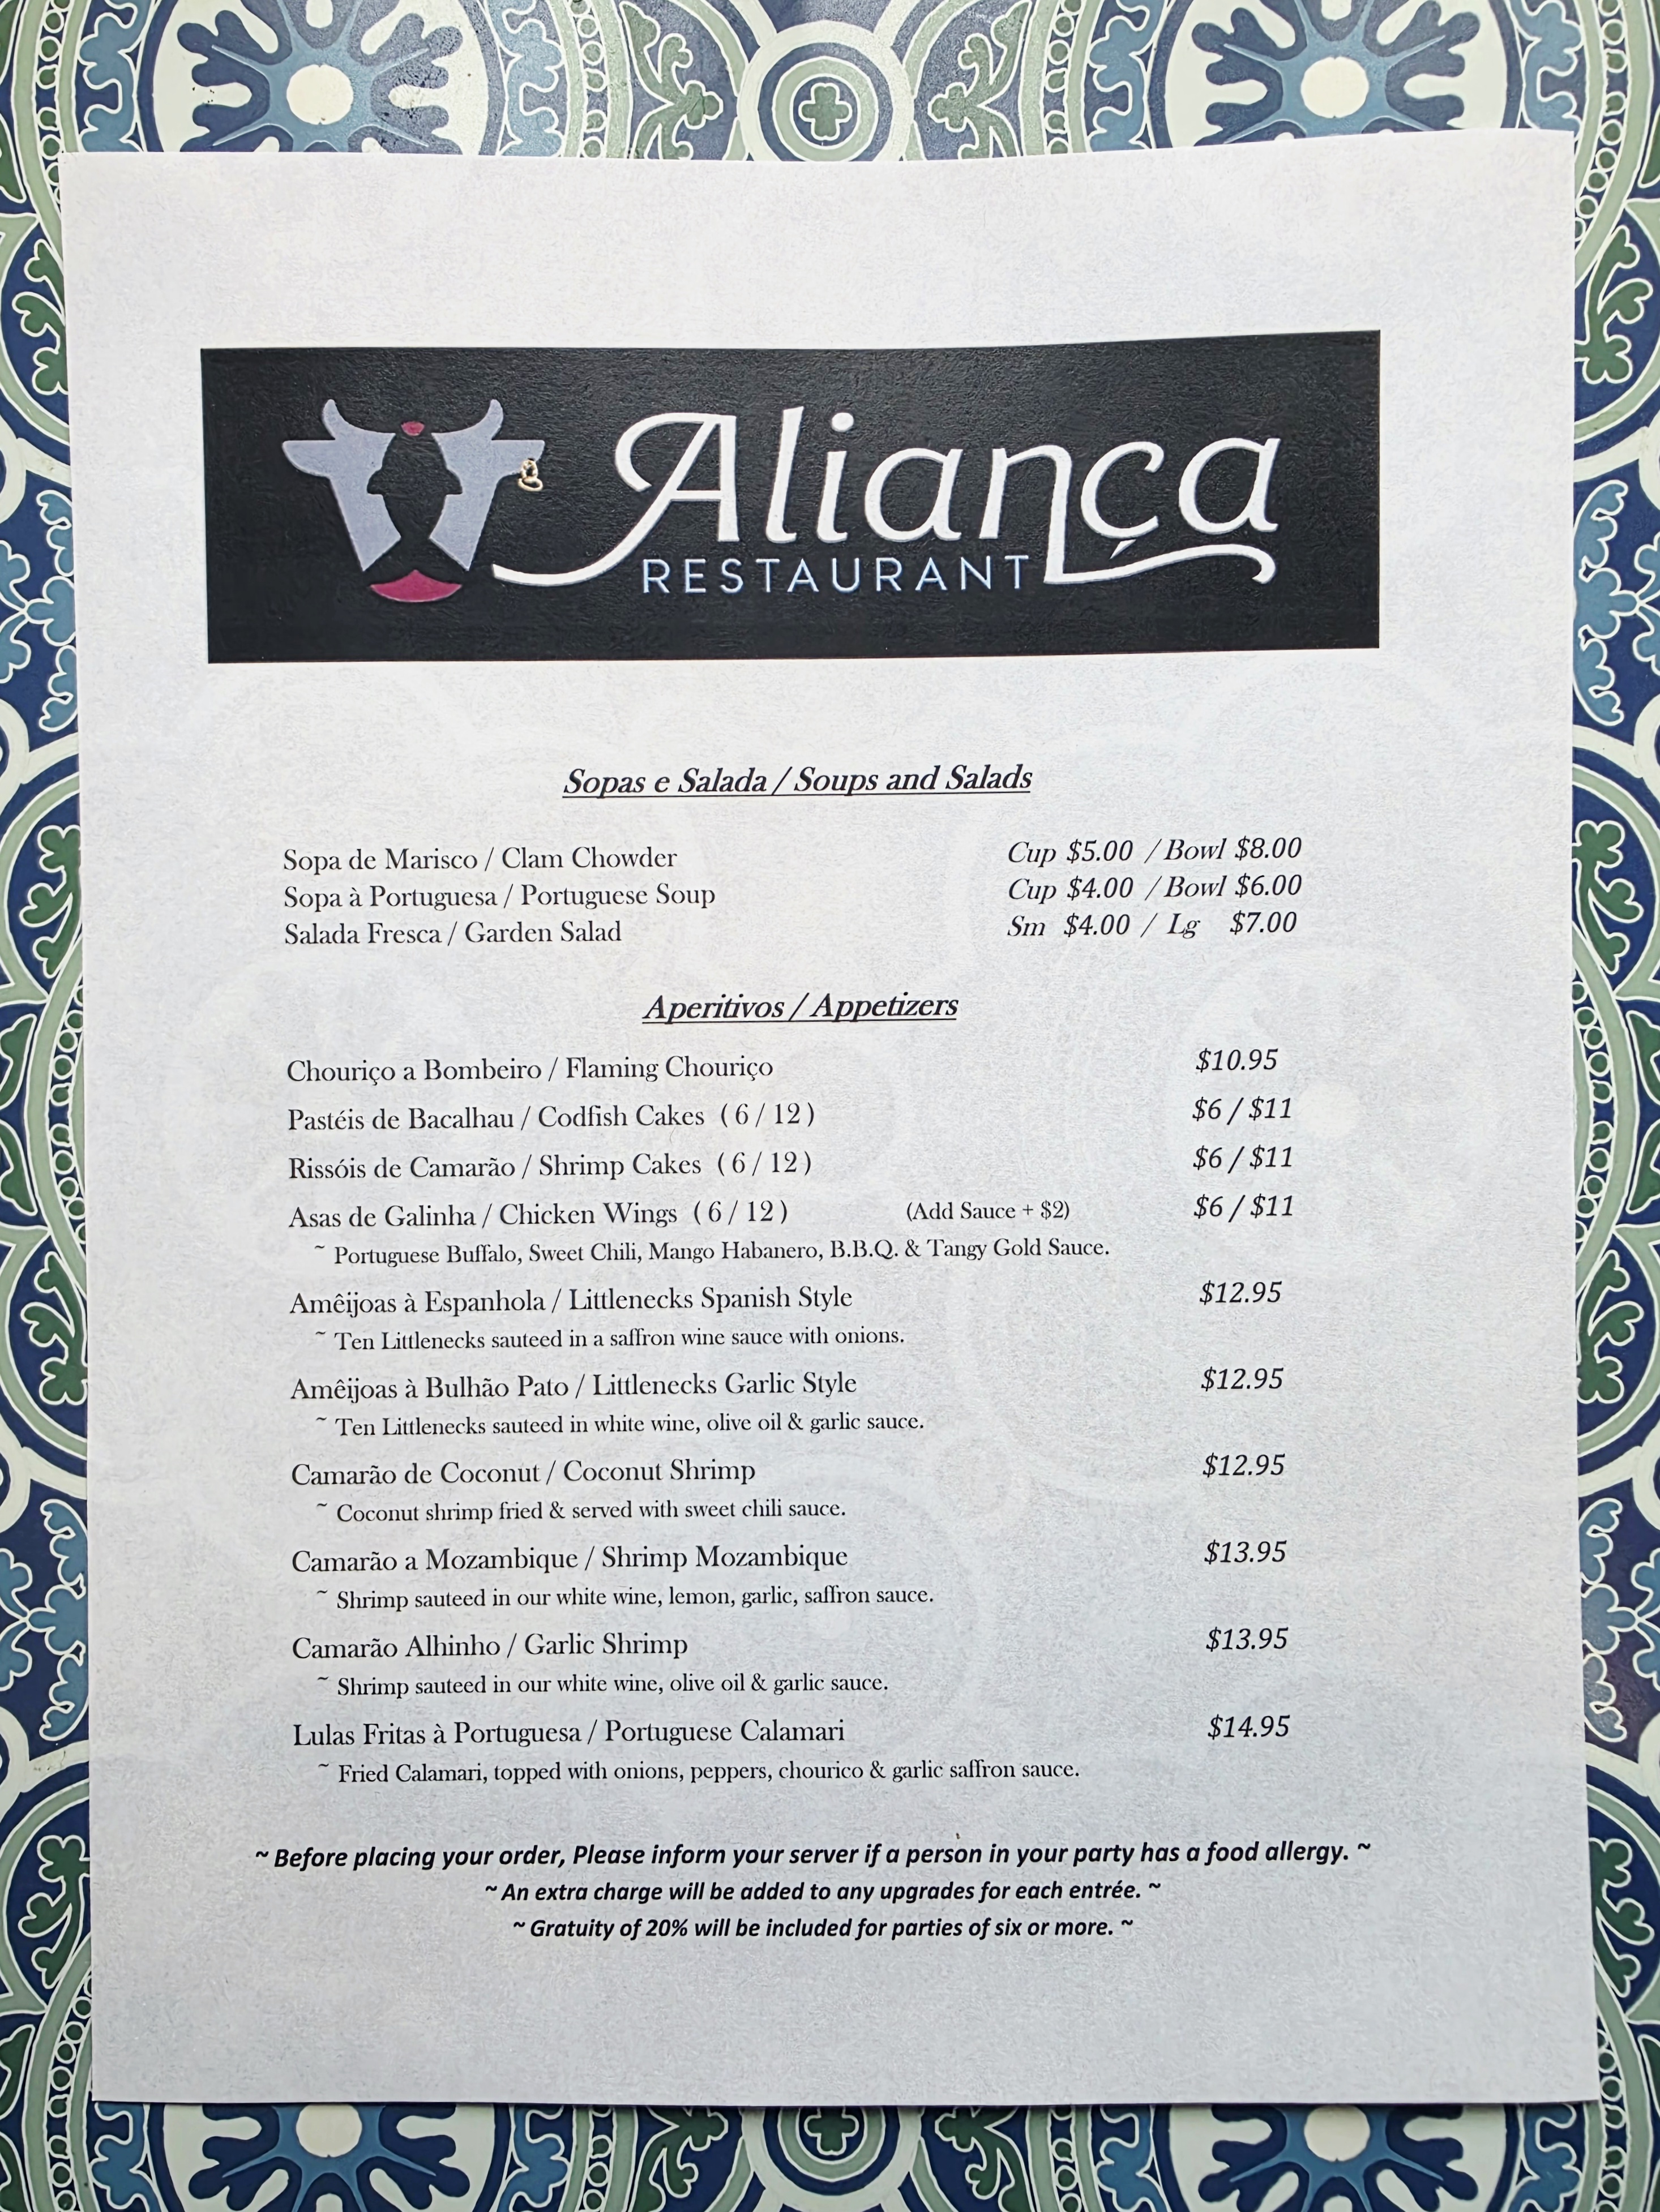 Aliança
RESTAURANT
Sopas e Salada / Soups and Salads
Sopa de Marisco / Clam Chowder Cup $5.00 / Bowl $8.00
Sopa à Portuguesa / Portuguese Soup Cup $4.00 / Bowl $6.00
Salada Fresca / Garden Salad Sm $4.00 / Lg $7.00
Aperitivos / Appetizers
Chouriço a Bombeiro / Flaming Chouriço $10.95
Pastéis de Bacalhau / Codfish Cakes ( 6 / 12 ) $6 / $11
Rissóis de Camarão / Shrimp Cakes ( 6 / 12 ) $6 / $11
Asas de Galinha / Chicken Wings ( 6 / 12 ) (Add Sauce + $2) $6 / $11
~ Portuguese Buffalo, Sweet Chili, Mango Habanero, B.B.Q. & Tangy Gold Sauce.
Amêijoas à Espanhola / Littlenecks Spanish Style $12.95
~ Ten Littlenecks sauteed in a saffron wine sauce with onions.
Amêijoas à Bulhão Pato / Littlenecks Garlic Style $12.95
~ Ten Littlenecks sauteed in white wine, olive oil & garlic sauce.
Camarão de Coconut / Coconut Shrimp $12.95
~ Coconut shrimp fried & served with sweet chili sauce.
Camarão a Mozambique / Shrimp Mozambique $13.95
~ Shrimp sauteed in our white wine, lemon, garlic, saffron sauce.
Camarão Alhinho / Garlic Shrimp $13.95
~ Shrimp sauteed in our white wine, olive oil & garlic sauce.
Lulas Fritas à Portuguesa / Portuguese Calamari $14.95
~ Fried Calamari, topped with onions, peppers, chourico & garlic saffron sauce.
~ Before placing your order, Please inform your server if a person in your party has a food allergy. ~
~ An extra charge will be added to any upgrades for each entrée. ~
~ Gratuity of 20% will be included for parties of six or more. ~